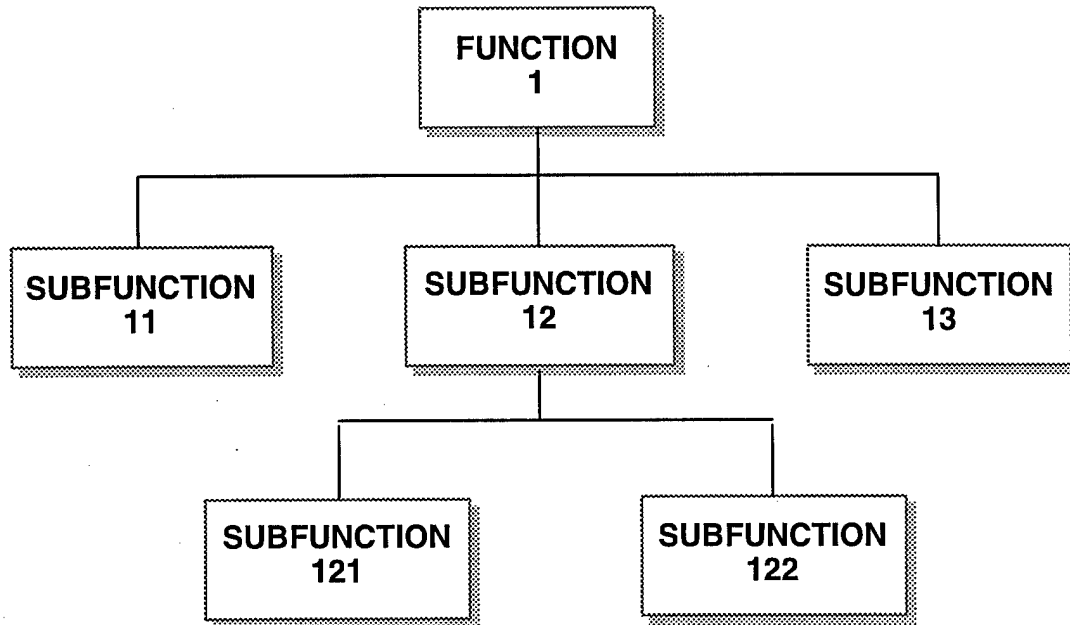 FUNCTION
1
SUBFUNCTION
11
SUBFUNCTION
12
SUBFUNCTION
13
SUBFUNCTION
121
SUBFUNCTION
122